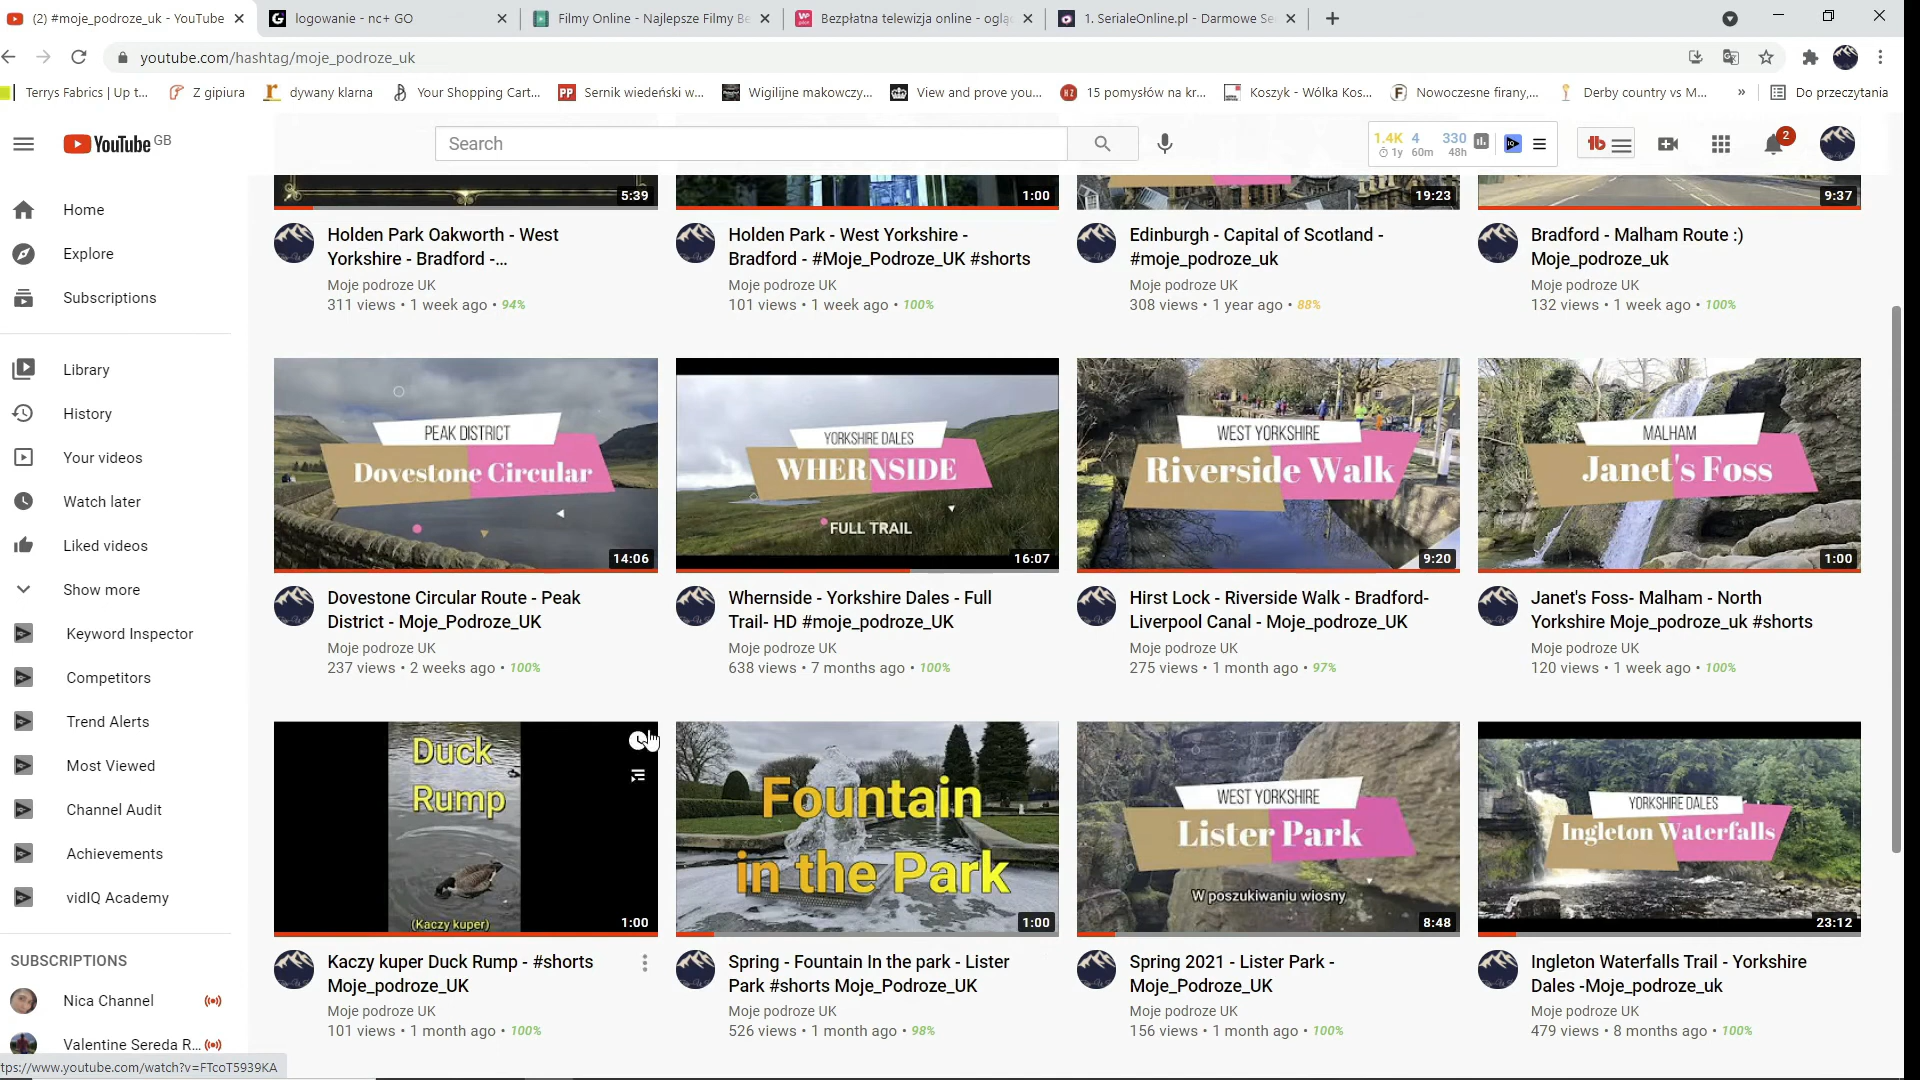 (2) #moje_podroze_uk - YouTube
logowanie - nc+ GO
Filmy Online - Najlepsze Filmy Be
Bezpłatna telewizja online - oglą
1. SerialeOnline.pl - Darmowe Se
youtube.com/hashtag/moje_podroze_uk
Terrys Fabrics | Up t...
Z gipiura
dywany klarna
Your Shopping Cart...
PP Sernik wiedeński w...
Wigilijne makowczy...
View and prove you...
HZ 15 pomysłów na kr...
Koszyk - Wólka Kos...
F Nowoczesne firany,...
Derby country vs M...
»
Do przeczytania
YouTube GB
Search
1.4K 4 330
1y 60m 48h
2
Home
Explore
Subscriptions
Library
History
Your videos
Watch later
Liked videos
Show more
Keyword Inspector
Competitors
Trend Alerts
Most Viewed
Channel Audit
Achievements
vidIQ Academy
SUBSCRIPTIONS
Nica Channel
Valentine Sereda R...
tps://www.youtube.com/watch?v=FTcoT5939KA
5:39
Holden Park Oakworth - West
Yorkshire - Bradford -...
Moje podroze UK
311 views • 1 week ago • 94%
1:00
Holden Park - West Yorkshire -
Bradford - #Moje_Podroze_UK #shorts
Moje podroze UK
101 views • 1 week ago • 100%
19:23
Edinburgh - Capital of Scotland -
#moje_podroze_uk
Moje podroze UK
308 views • 1 year ago • 88%
9:37
Bradford - Malham Route :)
Moje_podroze_uk
Moje podroze UK
132 views • 1 week ago • 100%
PEAK DISTRICT
Dovestone Circular
14:06
Dovestone Circular Route - Peak
District - Moje_Podroze_UK
Moje podroze UK
237 views • 2 weeks ago • 100%
YORKSHIRE DALES
WHERNSIDE
FULL TRAIL
16:07
Whernside - Yorkshire Dales - Full
Trail- HD #moje_podroze_UK
Moje podroze UK
638 views • 7 months ago • 100%
WEST YORKSHIRE
Riverside Walk
9:20
Hirst Lock - Riverside Walk - Bradford-
Liverpool Canal - Moje_podroze_UK
Moje podroze UK
275 views • 1 month ago • 97%
MALHAM
Janet's Foss
1:00
Janet's Foss- Malham - North
Yorkshire Moje_podroze_uk #shorts
Moje podroze UK
120 views • 1 week ago • 100%
Duck
Rump
(Kaczy kuper)
1:00
Kaczy kuper Duck Rump - #shorts
Moje_podroze_UK
Moje podroze UK
101 views • 1 month ago • 100%
Fountain
in the Park
1:00
Spring - Fountain In the park - Lister
Park #shorts Moje_Podroze_UK
Moje podroze UK
526 views • 1 month ago • 98%
WEST YORKSHIRE
Lister Park
W poszukiwaniu wiosny
8:48
Spring 2021 - Lister Park -
Moje_Podroze_UK
Moje podroze UK
156 views • 1 month ago • 100%
YORKSHIRE DALES
Ingleton Waterfalls
23:12
Ingleton Waterfalls Trail - Yorkshire
Dales -Moje_podroze_uk
Moje podroze UK
479 views • 8 months ago • 100%